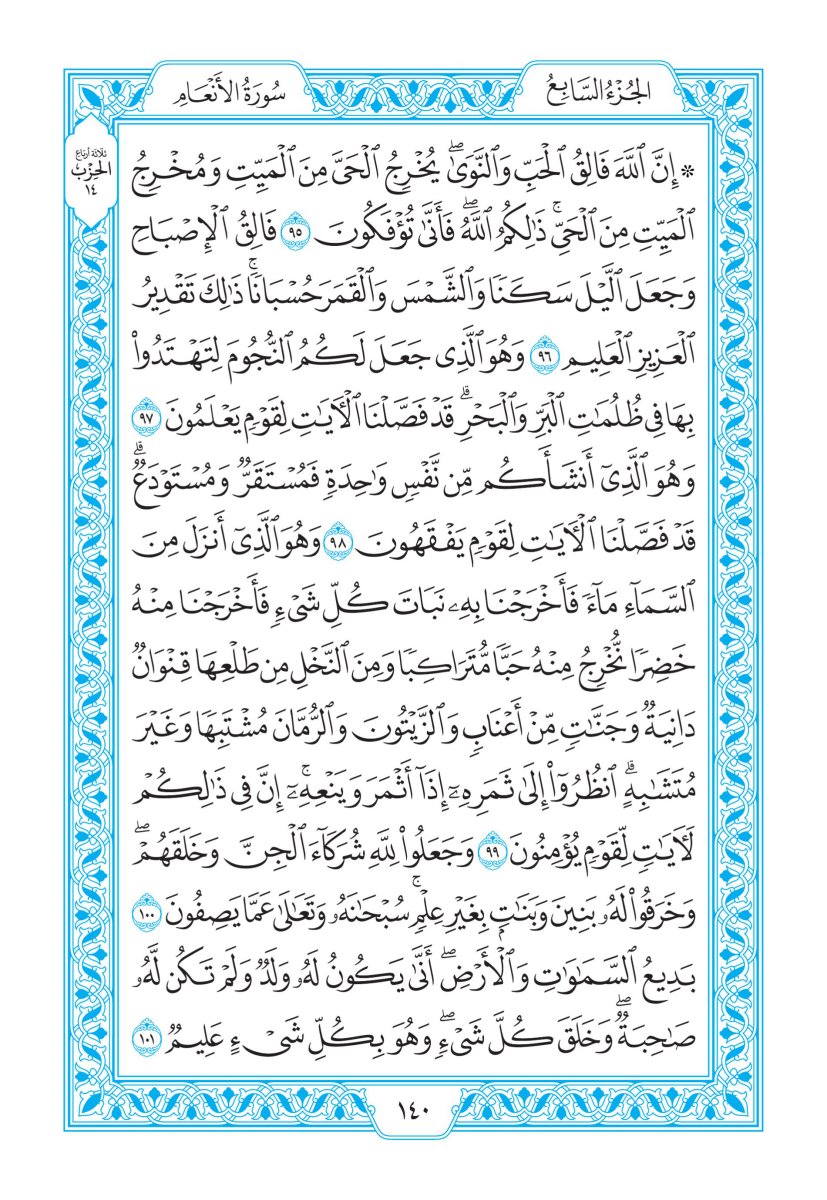 الجُزْءُ السَّابِعُ
سُورَةُ الأَنْعَامِ
ثلاثة أرباع
الحِزْب
١٤
* إِنَّ ٱللَّهَ فَالِقُ ٱلۡحَبِّ وَٱلنَّوَىٰۖ يُخۡرِجُ ٱلۡحَيَّ مِنَ ٱلۡمَيِّتِ وَمُخۡرِجُ
ٱلۡمَيِّتِ مِنَ ٱلۡحَيِّۚ ذَٰلِكُمُ ٱللَّهُۖ فَأَنَّىٰ تُؤۡفَكُونَ ٩٥ فَالِقُ ٱلۡإِصۡبَاحِ
وَجَعَلَ ٱلَّيۡلَ سَكَنٗا وَٱلشَّمۡسَ وَٱلۡقَمَرَ حُسۡبَانٗاۚ ذَٰلِكَ تَقۡدِيرُ
ٱلۡعَزِيزِ ٱلۡعَلِيمِ ٩٦ وَهُوَ ٱلَّذِي جَعَلَ لَكُمُ ٱلنُّجُومَ لِتَهۡتَدُواْ
بِهَا فِي ظُلُمَٰتِ ٱلۡبَرِّ وَٱلۡبَحۡرِۗ قَدۡ فَصَّلۡنَا ٱلۡأٓيَٰتِ لِقَوۡمٖ يَعۡلَمُونَ ٩٧
وَهُوَ ٱلَّذِيٓ أَنشَأَكُم مِّن نَّفۡسٖ وَٰحِدَةٖ فَمُسۡتَقَرّٞ وَمُسۡتَوۡدَعٞۗ
قَدۡ فَصَّلۡنَا ٱلۡأٓيَٰتِ لِقَوۡمٖ يَفۡقَهُونَ ٩٨ وَهُوَ ٱلَّذِيٓ أَنزَلَ مِنَ
ٱلسَّمَآءِ مَآءٗ فَأَخۡرَجۡنَا بِهِۦ نَبَاتَ كُلِّ شَيۡءٖ فَأَخۡرَجۡنَا مِنۡهُ
خَضِرٗا نُّخۡرِجُ مِنۡهُ حَبّٗا مُّتَرَاكِبٗا وَمِنَ ٱلنَّخۡلِ مِن طَلۡعِهَا قِنۡوَانٞ
دَانِيَةٞ وَجَنَّٰتٖ مِّنۡ أَعۡنَابٖ وَٱلزَّيۡتُونَ وَٱلرُّمَّانَ مُشۡتَبِهٗا وَغَيۡرَ
مُتَشَٰبِهٍۗ ٱنظُرُوٓاْ إِلَىٰ ثَمَرِهِۦٓ إِذَآ أَثۡمَرَ وَيَنۡعِهِۦٓۚ إِنَّ فِي ذَٰلِكُمۡ
لَأٓيَٰتٖ لِّقَوۡمٖ يُؤۡمِنُونَ ٩٩ وَجَعَلُواْ لِلَّهِ شُرَكَآءَ ٱلۡجِنَّ وَخَلَقَهُمۡۖ
وَخَرَقُواْ لَهُۥ بَنِينَ وَبَنَٰتِۭ بِغَيۡرِ عِلۡمٖۚ سُبۡحَٰنَهُۥ وَتَعَٰلَىٰ عَمَّا يَصِفُونَ ١٠٠
بَدِيعُ ٱلسَّمَٰوَٰتِ وَٱلۡأَرۡضِۖ أَنَّىٰ يَكُونُ لَهُۥ وَلَدٞ وَلَمۡ تَكُن لَّهُۥ
صَٰحِبَةٞۖ وَخَلَقَ كُلَّ شَيۡءٖۖ وَهُوَ بِكُلِّ شَيۡءٍ عَلِيمٞ ١٠١
١٤٠